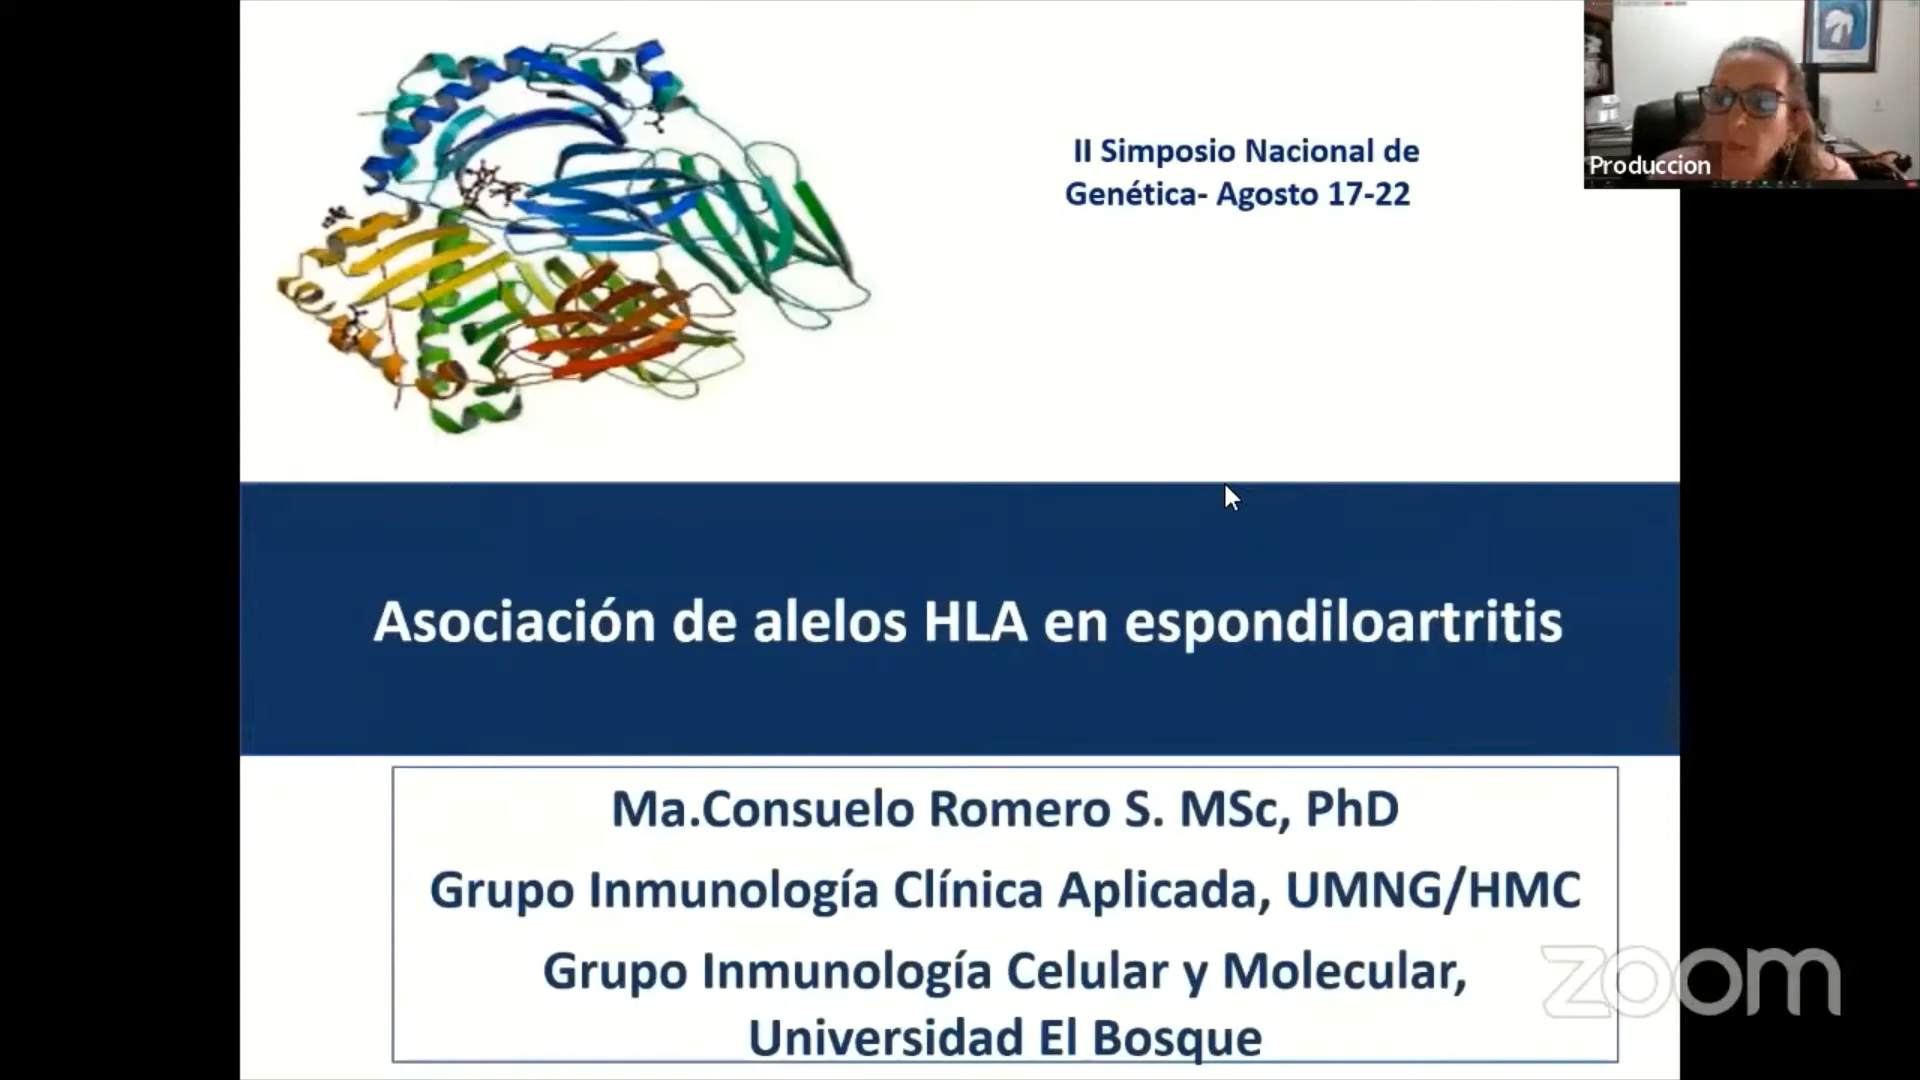 II Simposio Nacional de
Genética- Agosto 17-22
Produccion
Asociación de alelos HLA en espondiloartritis
Ma.Consuelo Romero S. MSc, PhD
Grupo Inmunología Clínica Aplicada, UMNG/HMC
Grupo Inmunología Celular y Molecular,
Universidad El Bosque
zoom